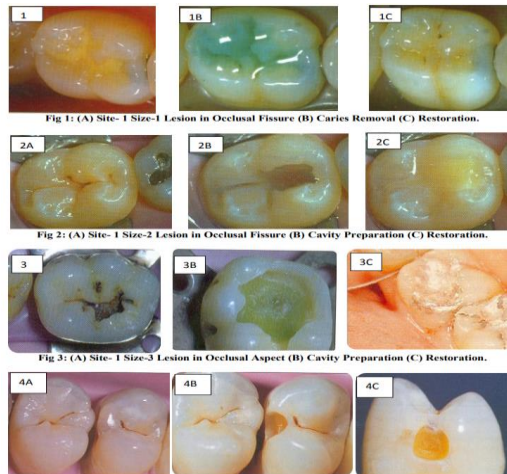 1 1B 1C
Fig 1: (A) Site- 1 Size-1 Lesion in Occlusal Fissure (B) Caries Removal (C) Restoration.
2A 2B 2C
Fig 2: (A) Site- 1 Size-2 Lesion in Occlusal Fissure (B) Cavity Preparation (C) Restoration.
3 3B 3C
Fig 3: (A) Site- 1 Size-3 Lesion in Occlusal Aspect (B) Cavity Preparation (C) Restoration.
4A 4B 4C